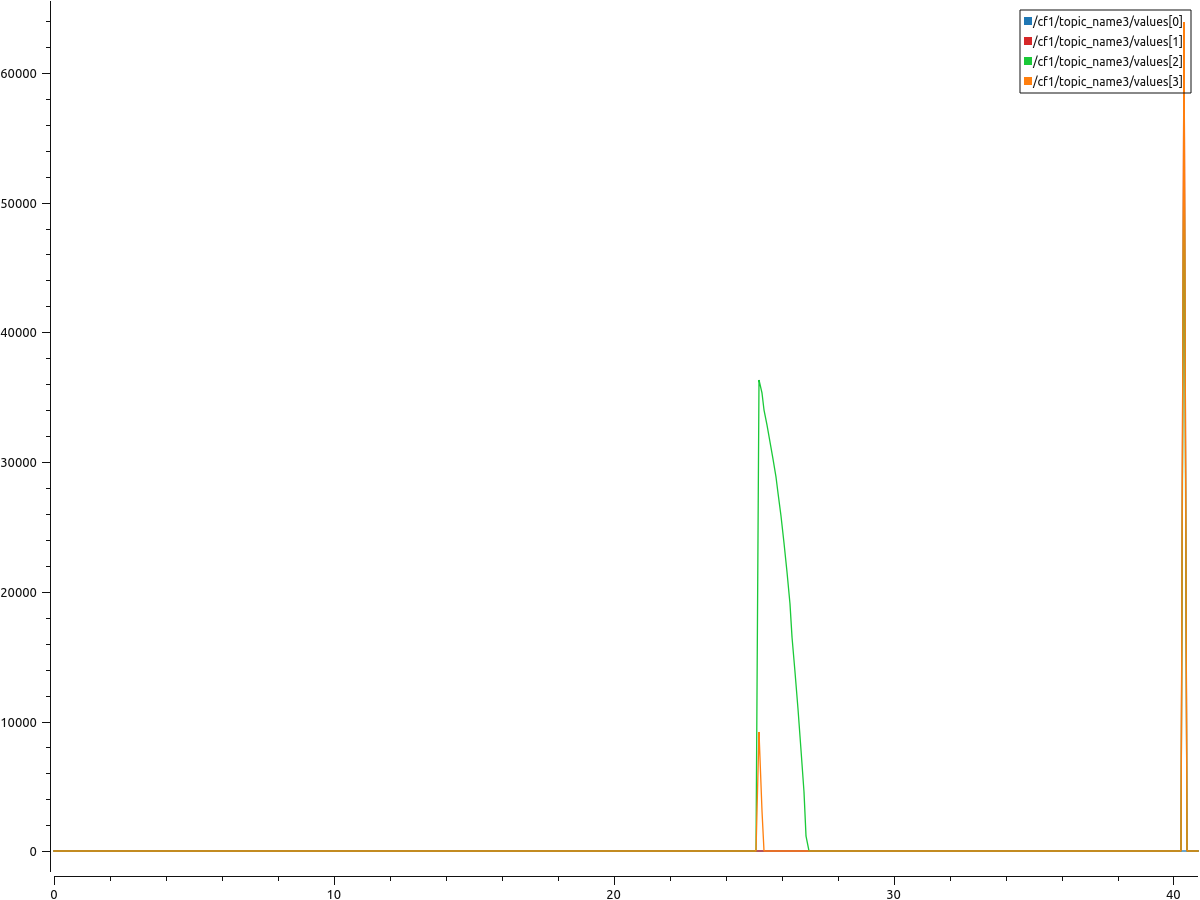 /cf1/topic_name3/values[0]
/cf1/topic_name3/values[1]
/cf1/topic_name3/values[2]
/cf1/topic_name3/values[3]
60000
50000
40000
30000
20000
10000
0
0 10 20 30 40